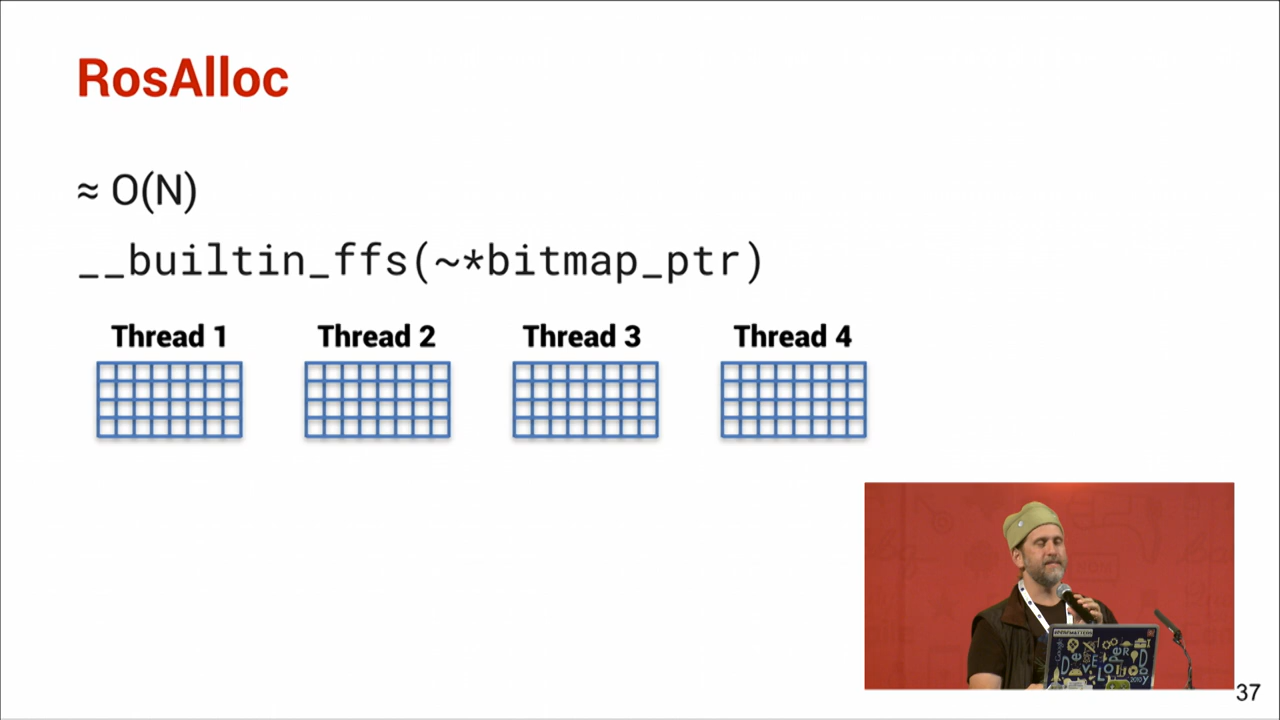 RosAlloc
≈ O(N)
__builtin_ffs(~*bitmap_ptr)
Thread 1 Thread 2 Thread 3 Thread 4
37